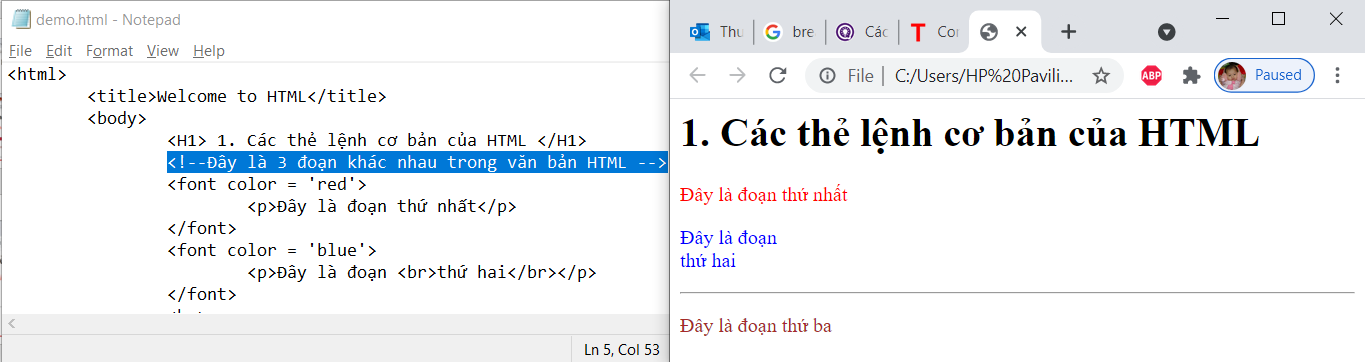 demo.html - Notepad
File Edit Format View Help
<html>
<title>Welcome to HTML</title>
<body>
<H1> 1. Các thẻ lệnh cơ bản của HTML </H1>
<!--Đây là 3 đoạn khác nhau trong văn bản HTML -->
<font color = 'red'>
<p>Đây là đoạn thứ nhất</p>
</font>
<font color = 'blue'>
<p>Đây là đoạn <br>thứ hai</br></p>
</font>
Ln 5, Col 53
Thu bre Các Cor
File C:/Users/HP%20Pavili... ABP Paused
1. Các thẻ lệnh cơ bản của HTML
Đây là đoạn thứ nhất
Đây là đoạn
thứ hai
Đây là đoạn thứ ba